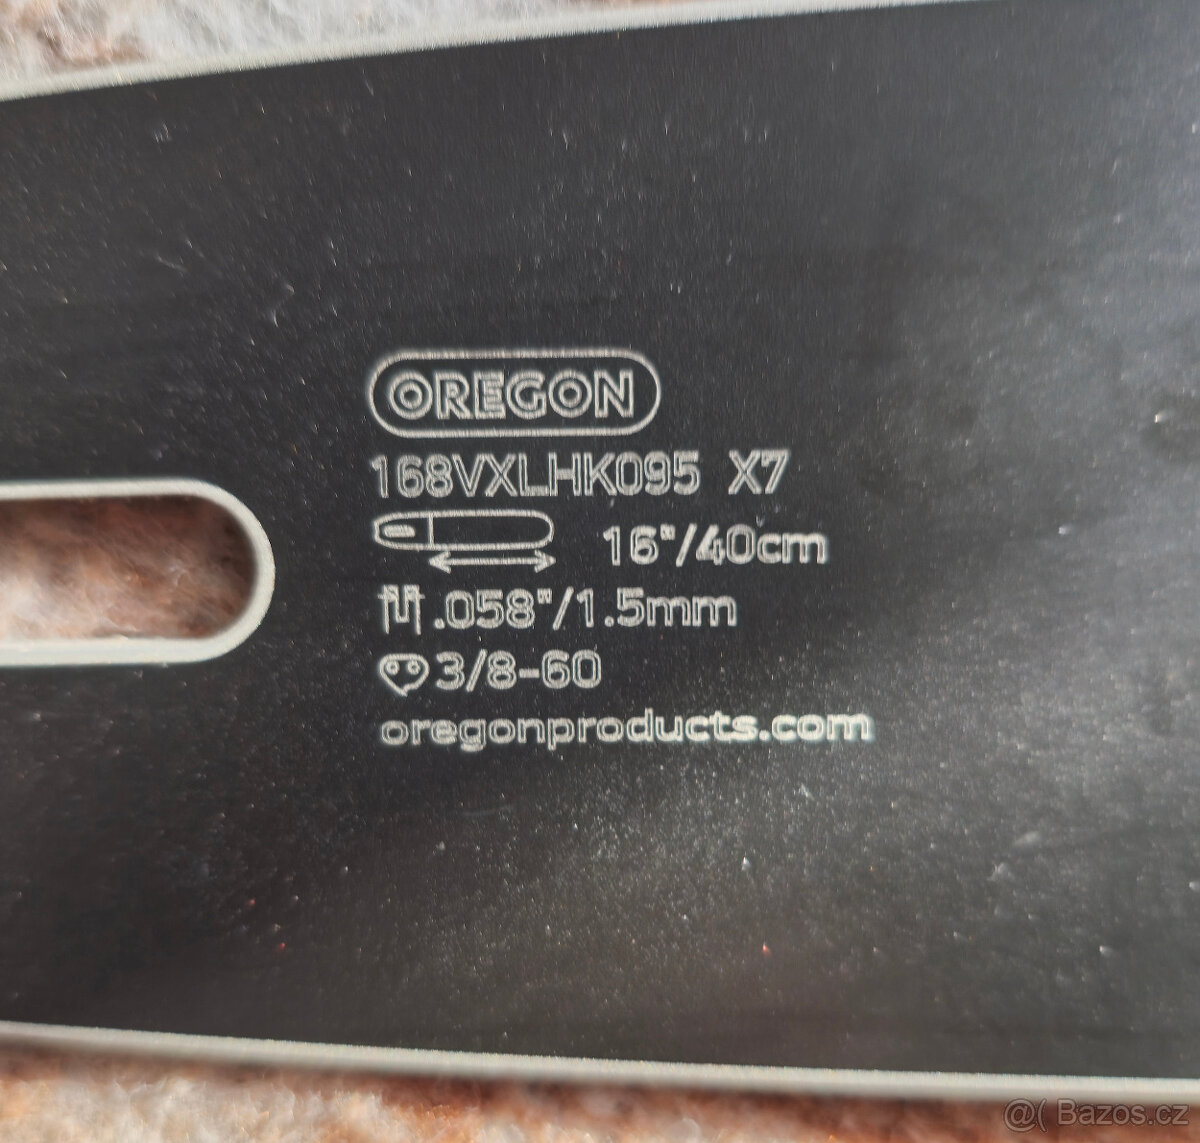 OREGON
168VXLHK095 X7
16"/40cm
.058"/1.5mm
3/8-60
oregonproducts.com
@( Bazos.cz